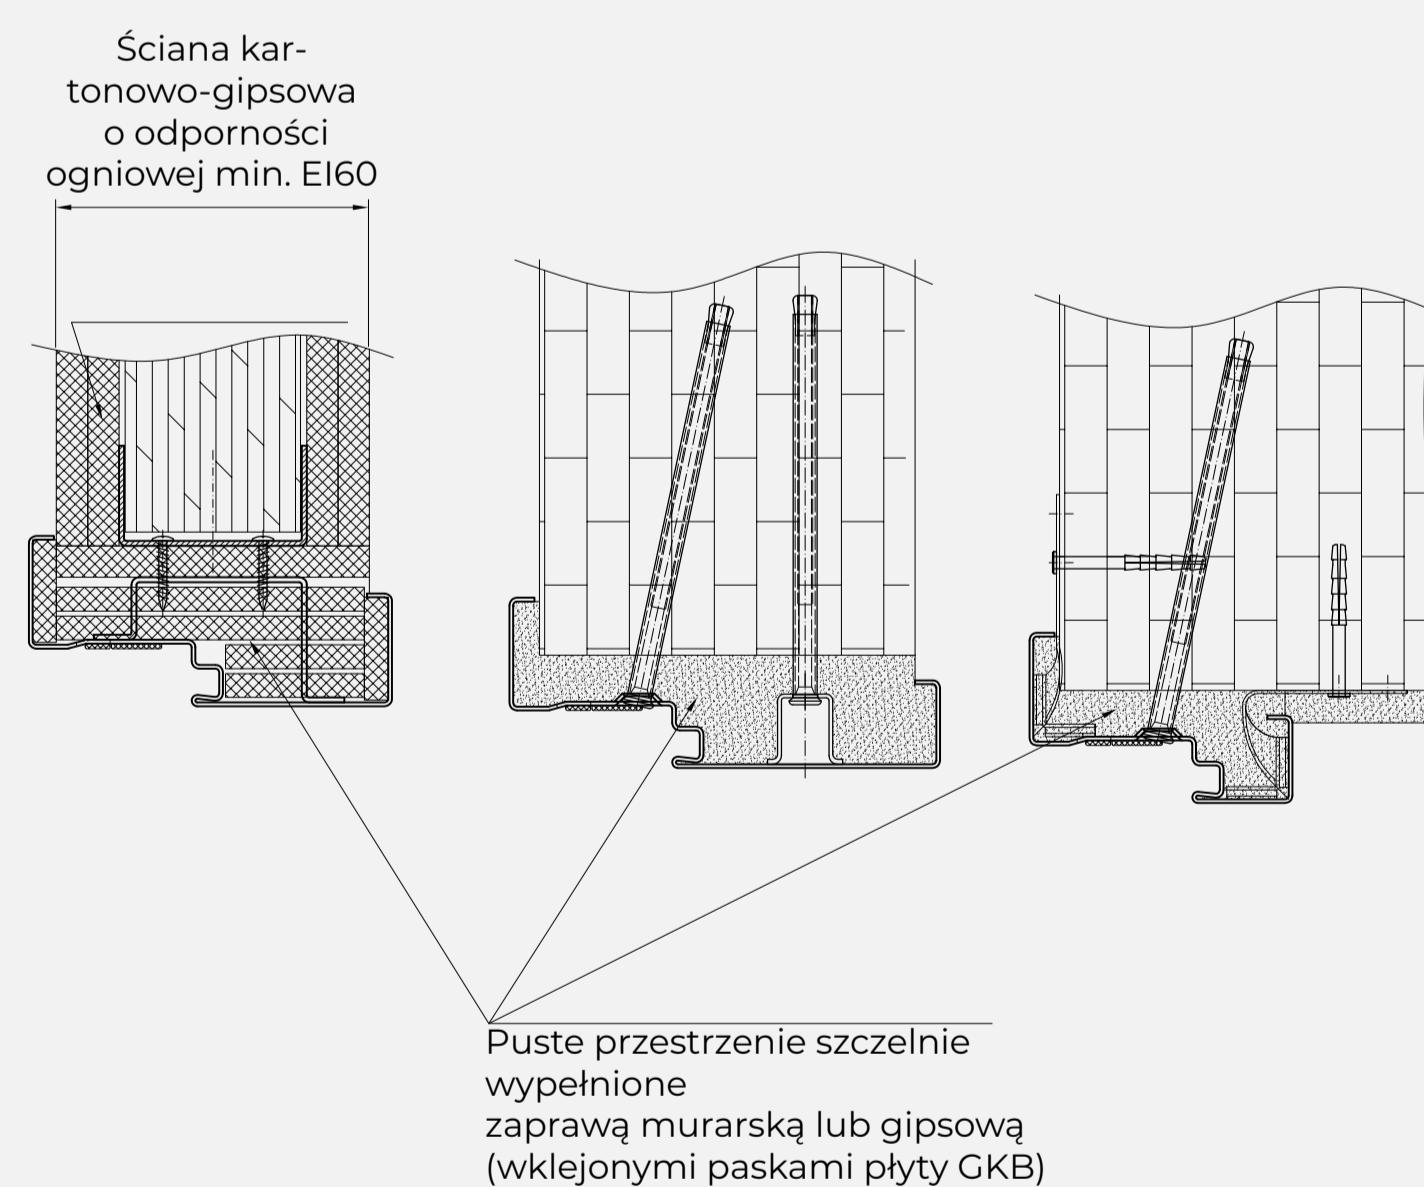 Ściana kar-
tonowo-gipsowa
o odporności
ogniowej min. EI60
Puste przestrzenie szczelnie
wypełnione
zaprawą murarską lub gipsową
(wklejonymi paskami płyty GKB)